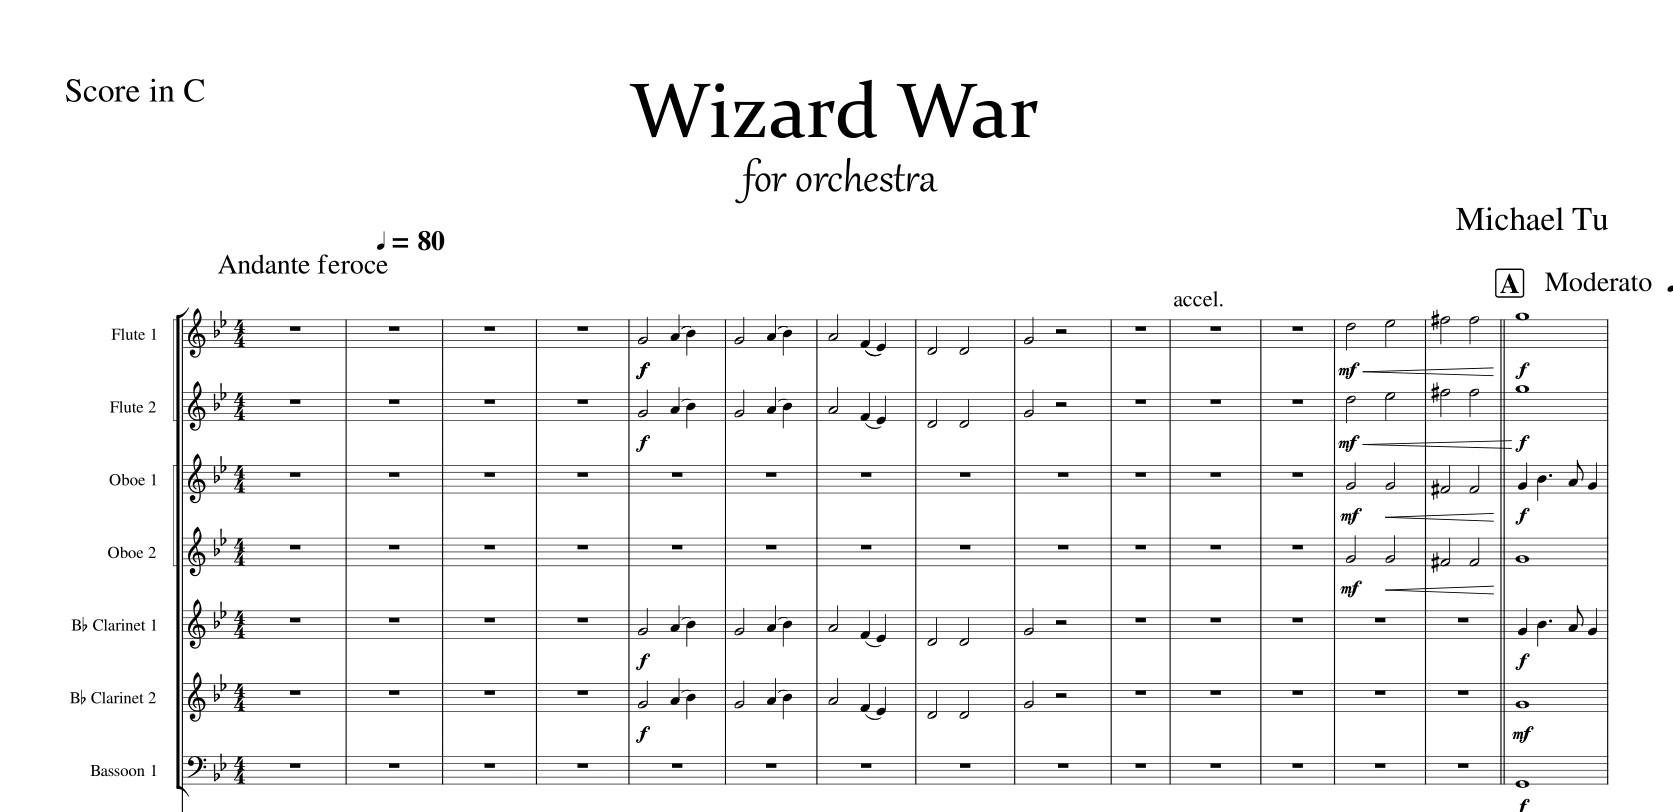 Score in C
Wizard War
for orchestra
Michael Tu
♩ = 80
Andante feroce
A Moderato
accel.
Flute 1
f
mf
f
Flute 2
f
mf
f
Oboe 1
mf
f
Oboe 2
mf
B♭ Clarinet 1
f
f
B♭ Clarinet 2
f
mf
Bassoon 1
f